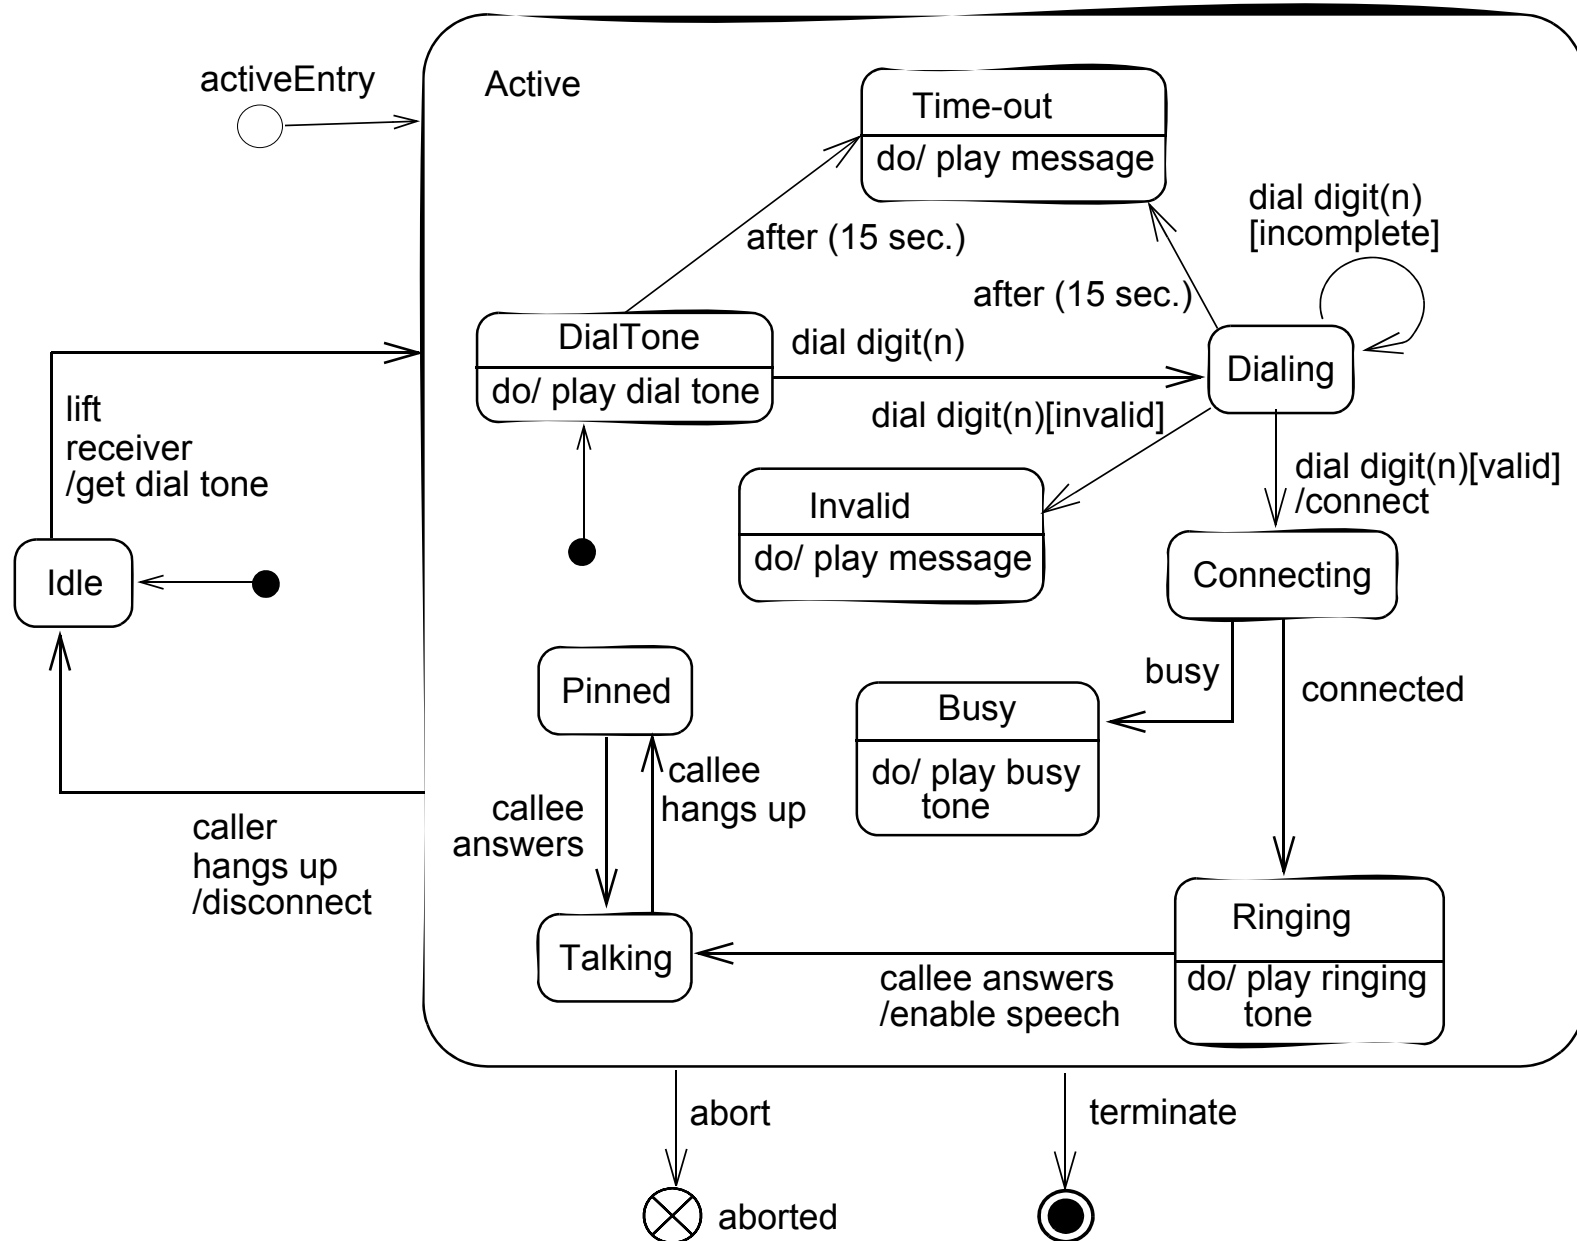 activeEntry
Active
Time-out
do/ play message
dial digit(n)
[incomplete]
after (15 sec.)
after (15 sec.)
DialTone
do/ play dial tone
dial digit(n)
Dialing
lift
receiver
/get dial tone
dial digit(n)[invalid]
dial digit(n)[valid]
/connect
Invalid
do/ play message
Idle
Connecting
Pinned
busy
connected
Busy
do/ play busy
tone
callee
hangs up
callee
answers
caller
hangs up
/disconnect
Talking
callee answers
/enable speech
Ringing
do/ play ringing
tone
abort
terminate
aborted